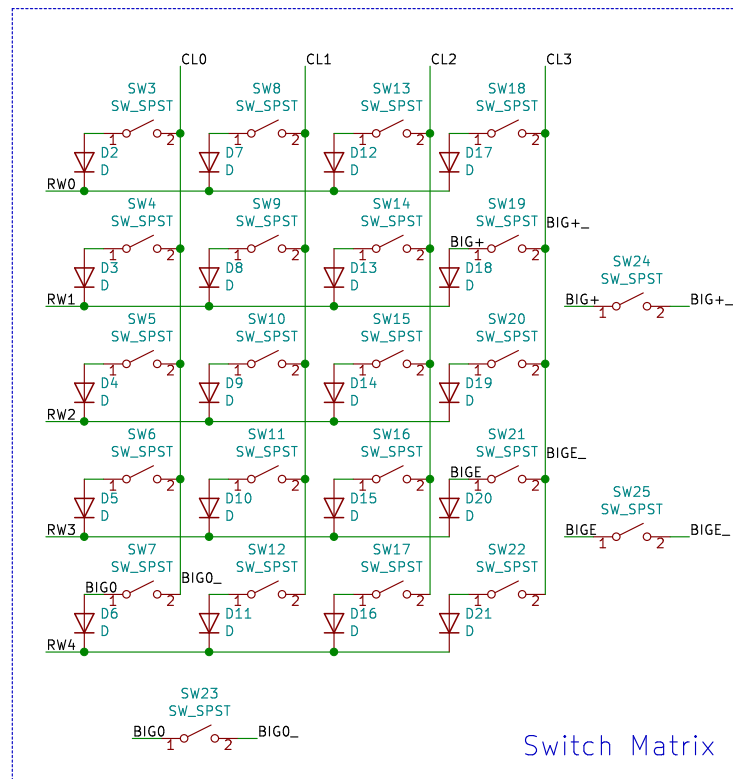 CL0 CL1 CL2 CL3
SW3 SW8 SW13 SW18
SW_SPST SW_SPST SW_SPST SW_SPST
1 2 1 2 1 2 1 2
D2 D7 D12 D17
D D D D
RW0
SW4 SW9 SW14 SW19
SW_SPST SW_SPST SW_SPST SW_SPST BIG+_
BIG+
1 2 1 2 1 2 1 2
D3 D8 D13 D18
D D D D
SW24
SW_SPST
RW1 BIG+ 1 2 BIG+_
SW5 SW10 SW15 SW20
SW_SPST SW_SPST SW_SPST SW_SPST
1 2 1 2 1 2 1 2
D4 D9 D14 D19
D D D D
RW2
SW6 SW11 SW16 SW21
SW_SPST SW_SPST SW_SPST SW_SPST BIGE_
BIGE
1 2 1 2 1 2 1 2
D5 D10 D15 D20
D D D D
SW25
SW_SPST
RW3 BIGE 1 2 BIGE_
SW7 SW12 SW17 SW22
SW_SPST SW_SPST SW_SPST SW_SPST
BIG0 BIG0_
1 2 1 2 1 2 1 2
D6 D11 D16 D21
D D D D
RW4
SW23
SW_SPST
BIG0 1 2 BIG0_
Switch Matrix